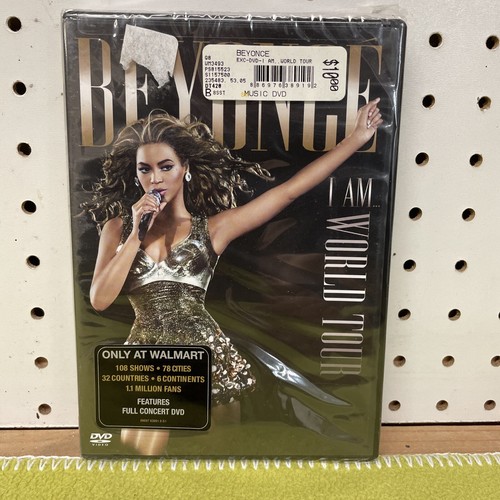 BEYONCE
BEYONCE
EXC-DVD-I AM. WORLD TOUR
$10.00
MUSIC DVD
I AM...
WORLD TOUR
ONLY AT WALMART
108 SHOWS • 78 CITIES
32 COUNTRIES • 6 CONTINENTS
1.1 MILLION FANS
FEATURES
FULL CONCERT DVD
DVD
VIDEO